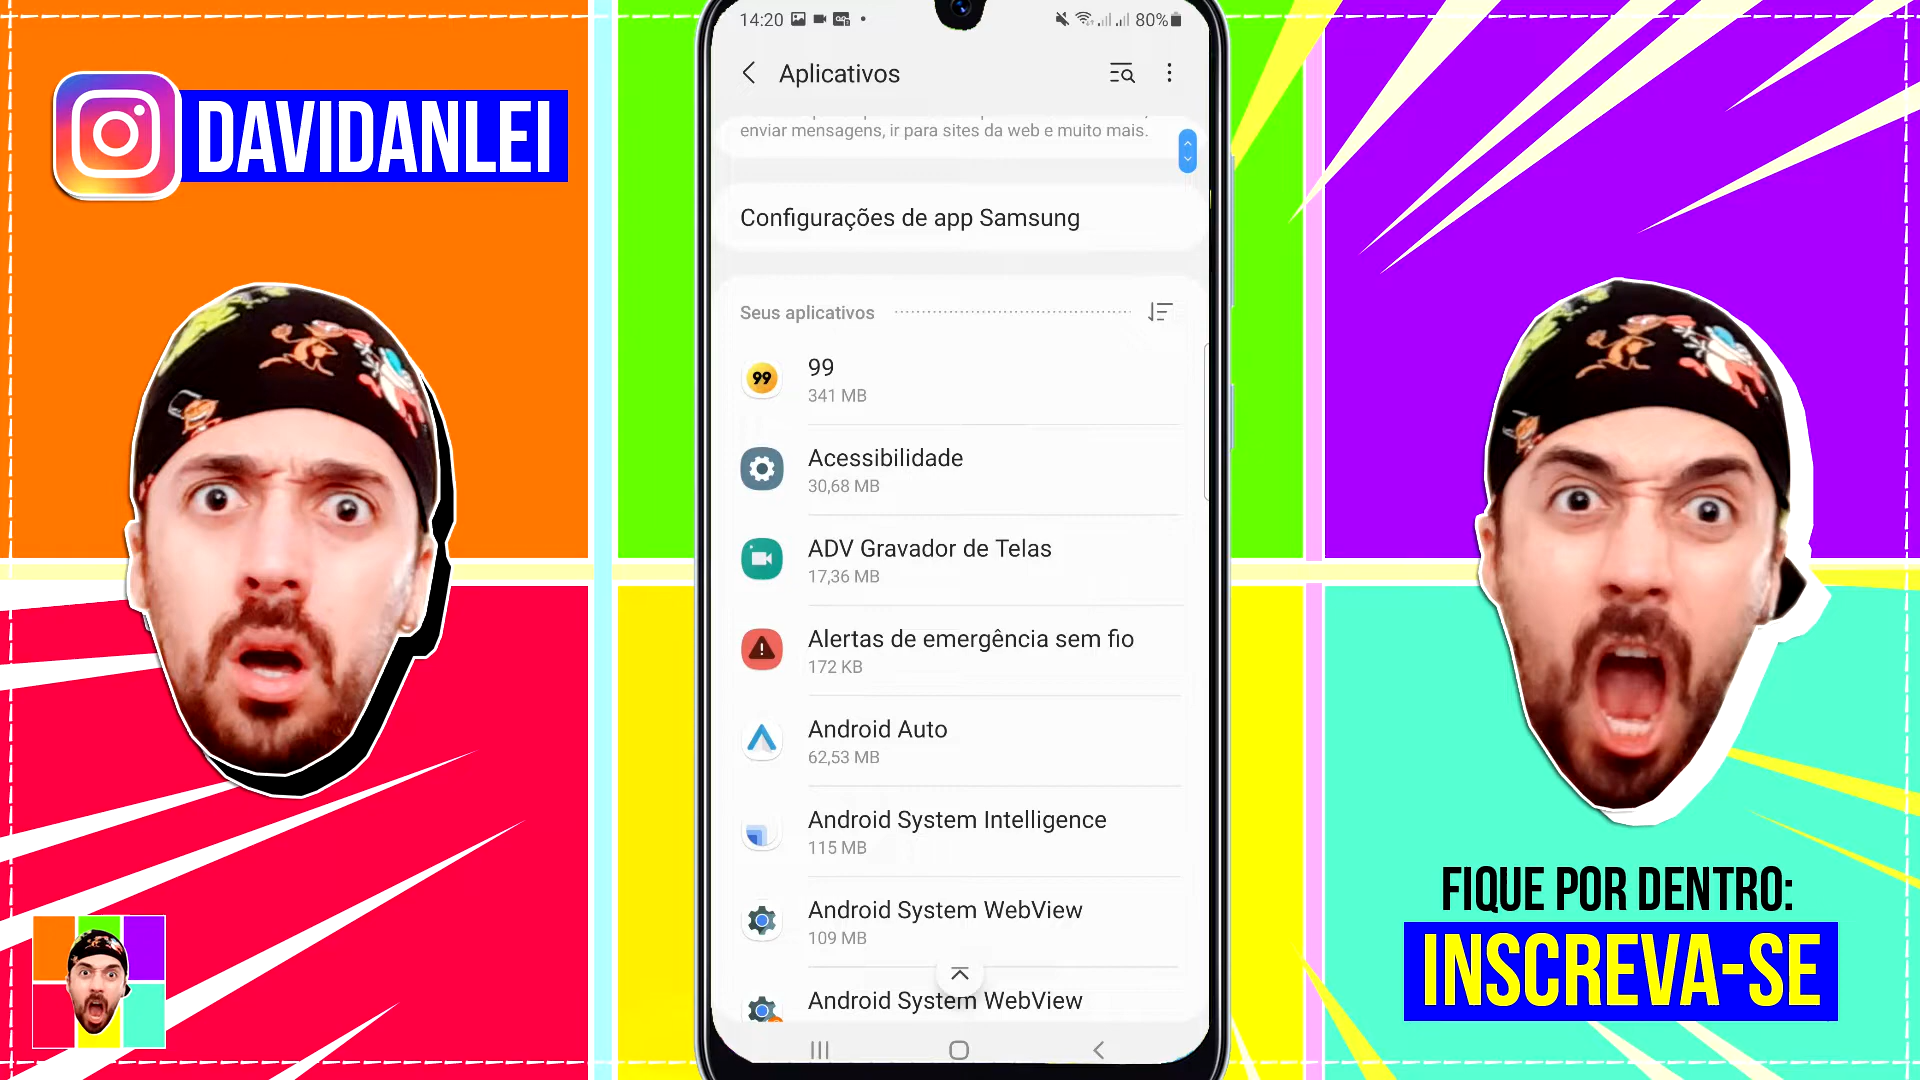 DAVIDANLEI
14:20
80%
Aplicativos
enviar mensagens, ir para sites da web e muito mais.
Configurações de app Samsung
Seus aplicativos
99
99
341 MB
Acessibilidade
30,68 MB
ADV Gravador de Telas
17,36 MB
Alertas de emergência sem fio
172 KB
Android Auto
62,53 MB
Android System Intelligence
115 MB
Android System WebView
109 MB
Android System WebView
FIQUE POR DENTRO:
INSCREVA-SE